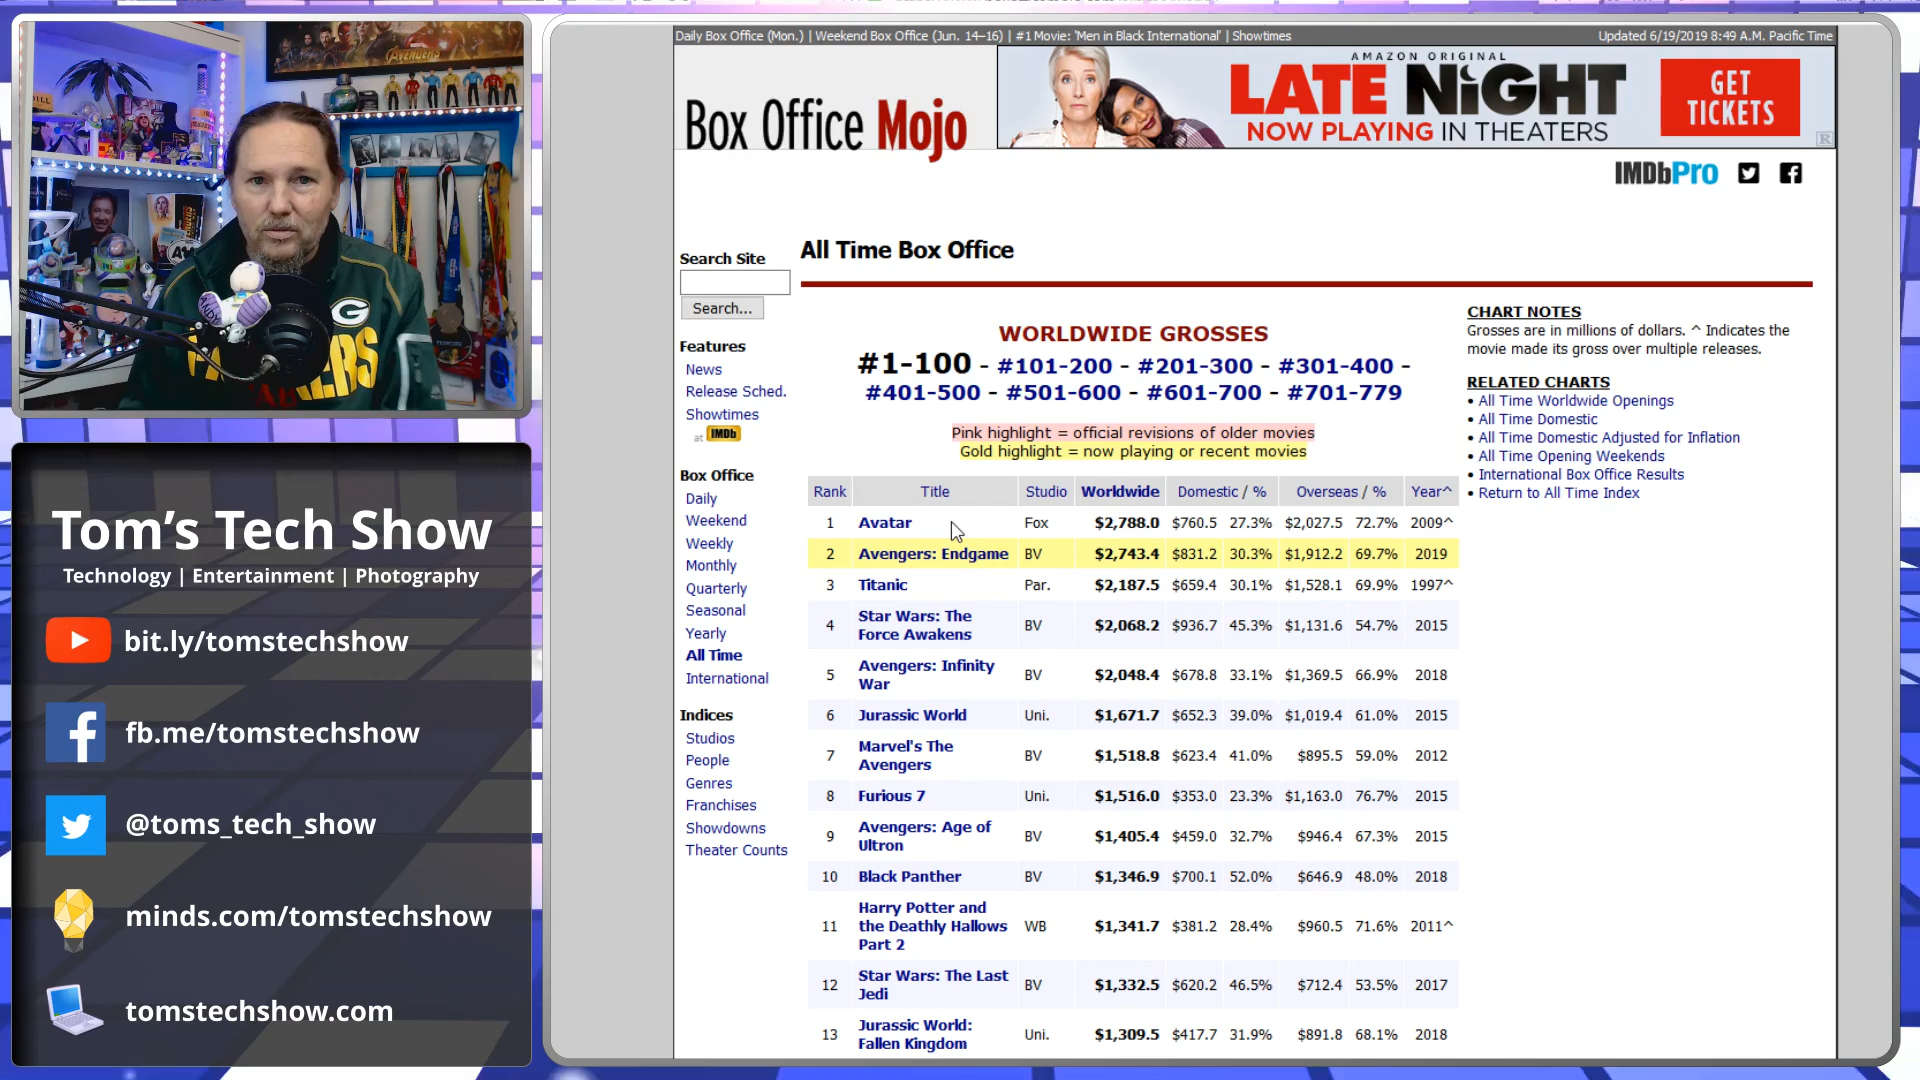 Daily Box Office (Mon.) | Weekend Box Office (Jun. 14–16) | #1 Movie: 'Men in Black International' | Showtimes
Updated 6/19/2019 8:49 A.M. Pacific Time
Box Office Mojo
AMAZON ORIGINAL
LATE NIGHT
NOW PLAYING IN THEATERS
GET
TICKETS
IMDbPro
AVENGERS
ANDY
G
Search Site
Search...
Features
News
Release Sched.
Showtimes
at IMDb
Box Office
Daily
Weekend
Weekly
Monthly
Quarterly
Seasonal
Yearly
All Time
International
Indices
Studios
People
Genres
Franchises
Showdowns
Theater Counts
All Time Box Office
WORLDWIDE GROSSES
#1-100 - #101-200 - #201-300 - #301-400 -
#401-500 - #501-600 - #601-700 - #701-779
Pink highlight = official revisions of older movies
Gold highlight = now playing or recent movies
Rank Title Studio Worldwide Domestic / % Overseas / % Year^
1 Avatar Fox $2,788.0 $760.5 27.3% $2,027.5 72.7% 2009^
2 Avengers: Endgame BV $2,743.4 $831.2 30.3% $1,912.2 69.7% 2019
3 Titanic Par. $2,187.5 $659.4 30.1% $1,528.1 69.9% 1997^
4 Star Wars: The Force Awakens BV $2,068.2 $936.7 45.3% $1,131.6 54.7% 2015
5 Avengers: Infinity War BV $2,048.4 $678.8 33.1% $1,369.5 66.9% 2018
6 Jurassic World Uni. $1,671.7 $652.3 39.0% $1,019.4 61.0% 2015
7 Marvel's The Avengers BV $1,518.8 $623.4 41.0% $895.5 59.0% 2012
8 Furious 7 Uni. $1,516.0 $353.0 23.3% $1,163.0 76.7% 2015
9 Avengers: Age of Ultron BV $1,405.4 $459.0 32.7% $946.4 67.3% 2015
10 Black Panther BV $1,346.9 $700.1 52.0% $646.9 48.0% 2018
11 Harry Potter and the Deathly Hallows Part 2 WB $1,341.7 $381.2 28.4% $960.5 71.6% 2011^
12 Star Wars: The Last Jedi BV $1,332.5 $620.2 46.5% $712.4 53.5% 2017
13 Jurassic World: Fallen Kingdom Uni. $1,309.5 $417.7 31.9% $891.8 68.1% 2018
CHART NOTES
Grosses are in millions of dollars. ^ Indicates the
movie made its gross over multiple releases.
RELATED CHARTS
• All Time Worldwide Openings
• All Time Domestic
• All Time Domestic Adjusted for Inflation
• All Time Opening Weekends
• International Box Office Results
• Return to All Time Index
Tom's Tech Show
Technology | Entertainment | Photography
bit.ly/tomstechshow
fb.me/tomstechshow
@toms_tech_show
minds.com/tomstechshow
tomstechshow.com